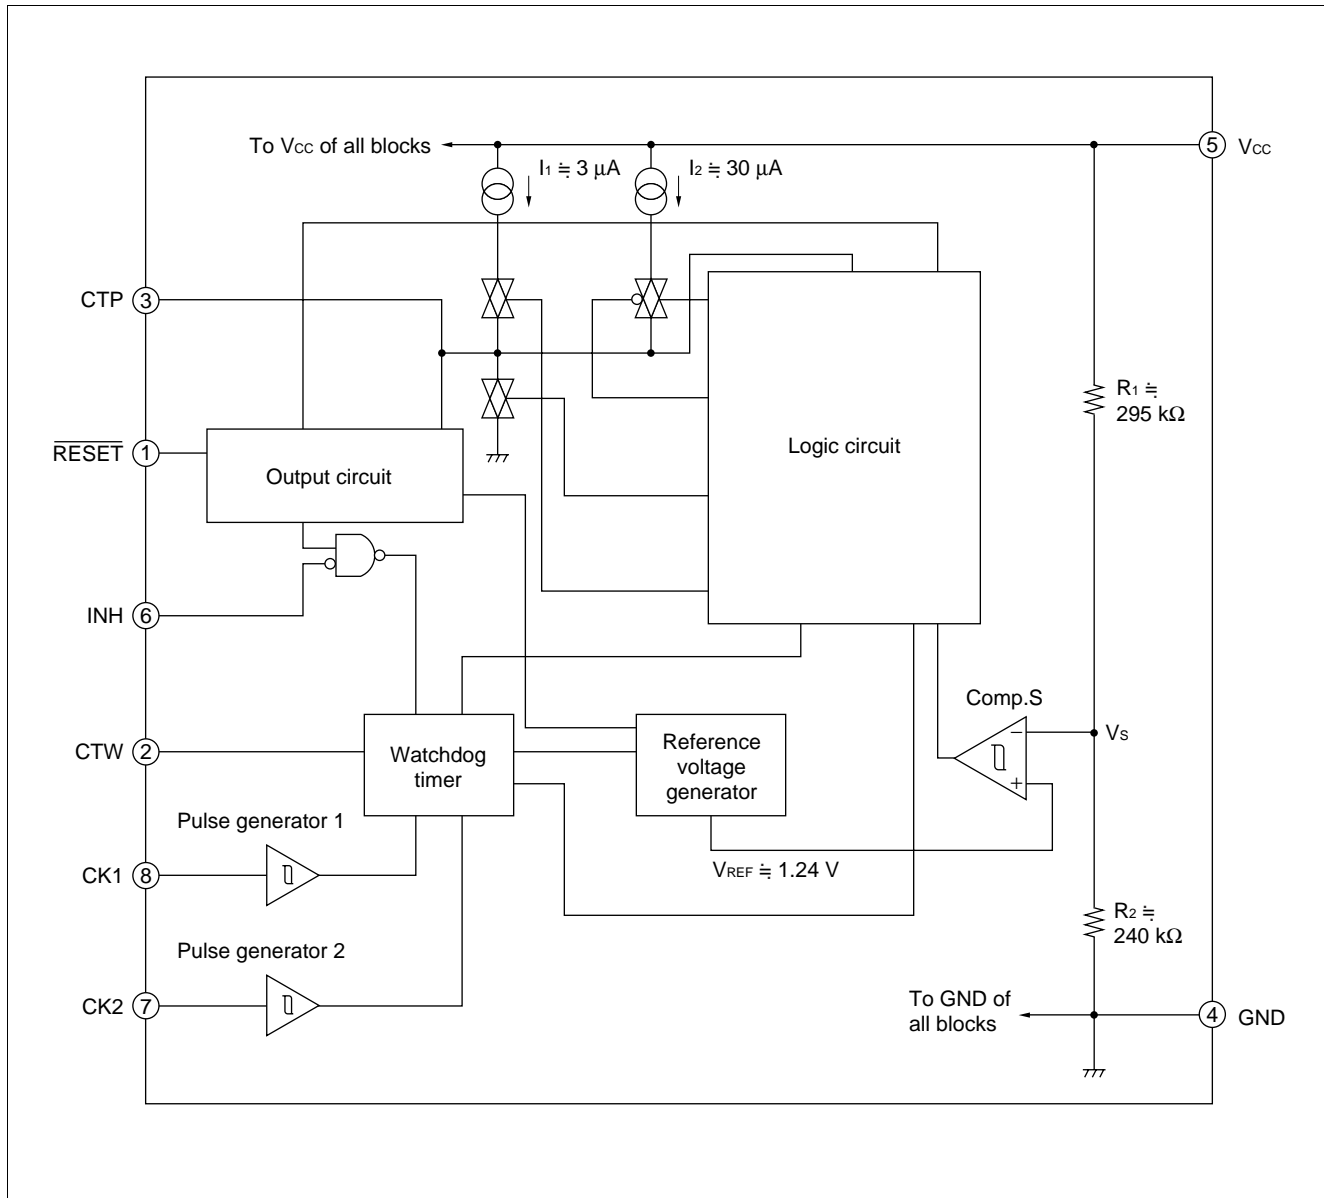 To VCC of all blocks
I1 ≒ 3 μA
I2 ≒ 30 μA
5
VCC
CTP
3
R1 ≒
295 kΩ
RESET
1
Output circuit
Logic circuit
INH
6
Comp.S
−
+
VS
CTW
2
Watchdog
timer
Reference
voltage
generator
Pulse generator 1
CK1
8
VREF ≒ 1.24 V
R2 ≒
240 kΩ
Pulse generator 2
CK2
7
To GND of
all blocks
4
GND